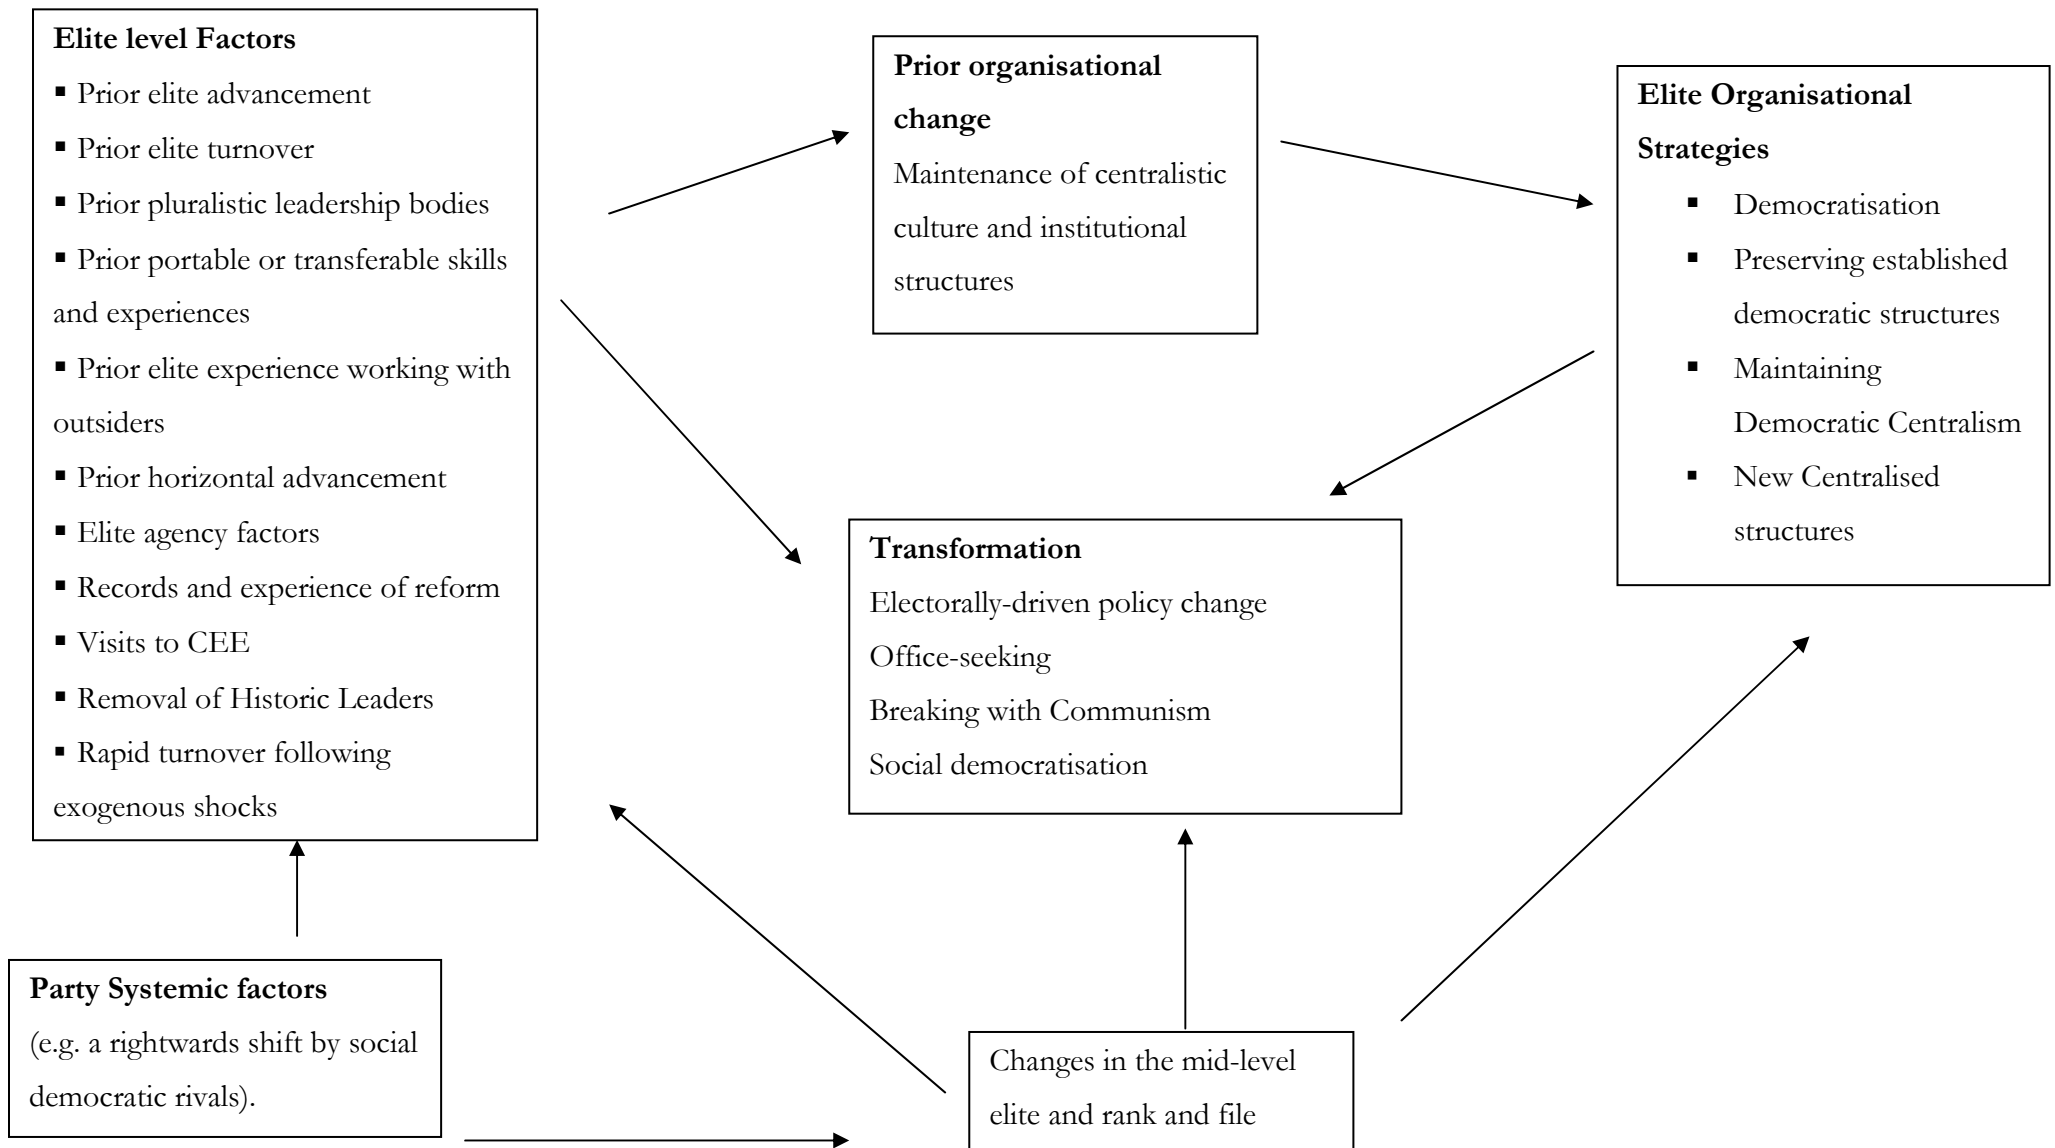 Elite level Factors
▪ Prior elite advancement
▪ Prior elite turnover
▪ Prior pluralistic leadership bodies
▪ Prior portable or transferable skills
and experiences
▪ Prior elite experience working with
outsiders
▪ Prior horizontal advancement
▪ Elite agency factors
▪ Records and experience of reform
▪ Visits to CEE
▪ Removal of Historic Leaders
▪ Rapid turnover following
exogenous shocks
Prior organisational
change
Maintenance of centralistic
culture and institutional
structures
Elite Organisational
Strategies
▪ Democratisation
▪ Preserving established
democratic structures
▪ Maintaining
Democratic Centralism
▪ New Centralised
structures
Transformation
Electorally-driven policy change
Office-seeking
Breaking with Communism
Social democratisation
Party Systemic factors
(e.g. a rightwards shift by social
democratic rivals).
Changes in the mid-level
elite and rank and file